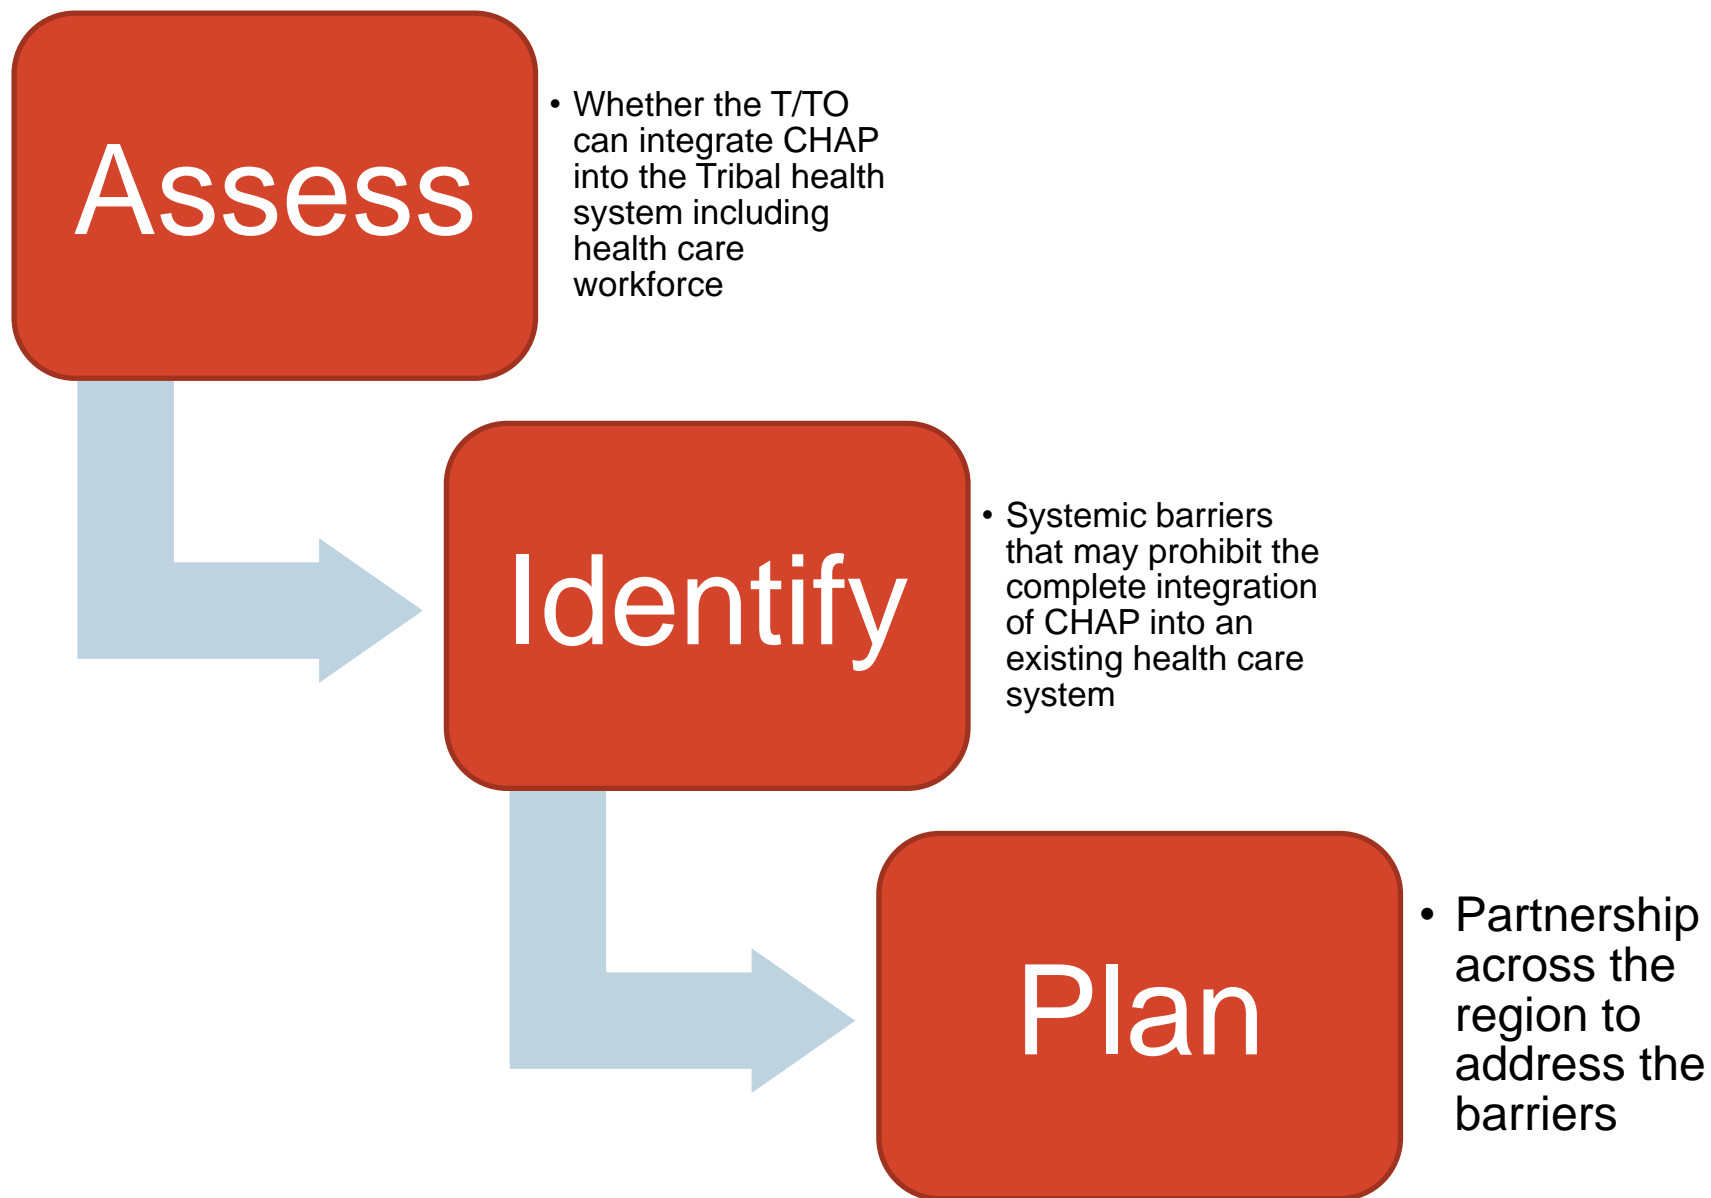 Assess
• Whether the T/TO
can integrate CHAP
into the Tribal health
system including
health care
workforce
Identify
• Systemic barriers
that may prohibit the
complete integration
of CHAP into an
existing health care
system
Plan
• Partnership
across the
region to
address the
barriers